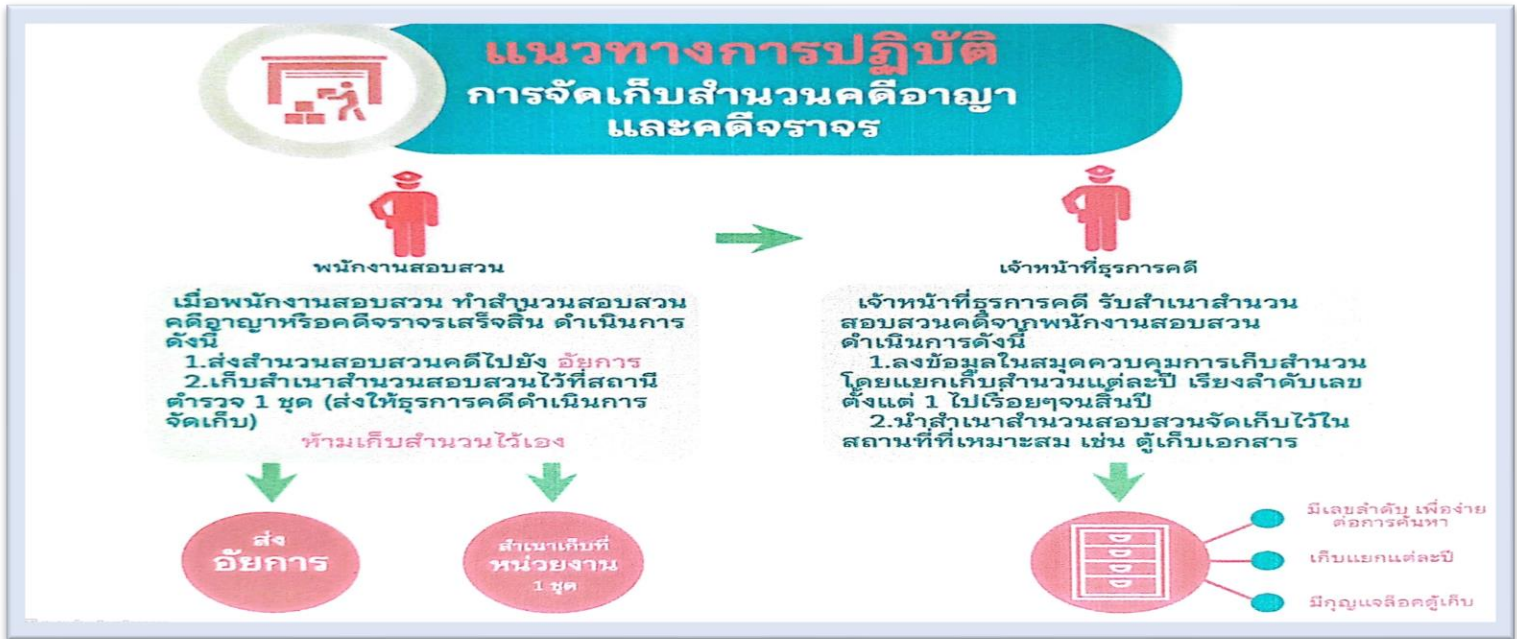 แนวทางการปฏิบัติ
การจัดเก็บสำนวนคดีอาญา
และคดีจราจร
พนักงานสอบสวน
เมื่อพนักงานสอบสวน ทำสำนวนสอบสวน
คดีอาญาหรือคดีจราจรเสร็จสิ้น ดำเนินการ
ดังนี้
1.ส่งสำนวนสอบสวนคดีไปยัง อัยการ
2.เก็บสำเนาสำนวนสอบสวนไว้ที่สถานี
ตำรวจ 1 ชุด (ส่งให้ธุรการคดีดำเนินการ
จัดเก็บ)
ห้ามเก็บสำนวนไว้เอง
ส่ง
อัยการ
สำเนาเก็บที่
หน่วยงาน
1 ชุด
เจ้าหน้าที่ธุรการคดี
เจ้าหน้าที่ธุรการคดี รับสำเนาสำนวน
สอบสวนคดีจากพนักงานสอบสวน
ดำเนินการดังนี้
1.ลงข้อมูลในสมุดควบคุมการเก็บสำนวน
โดยแยกเก็บสำนวนแต่ละปี เรียงลำดับเลข
ตั้งแต่ 1 ไปเรื่อยๆจนสิ้นปี
2.นำสำเนาสำนวนสอบสวนจัดเก็บไว้ใน
สถานที่ที่เหมาะสม เช่น ตู้เก็บเอกสาร
มีเลขลำดับ เพื่อง่าย
ต่อการค้นหา
เก็บแยกแต่ละปี
มีกุญแจล็อคตู้เก็บ